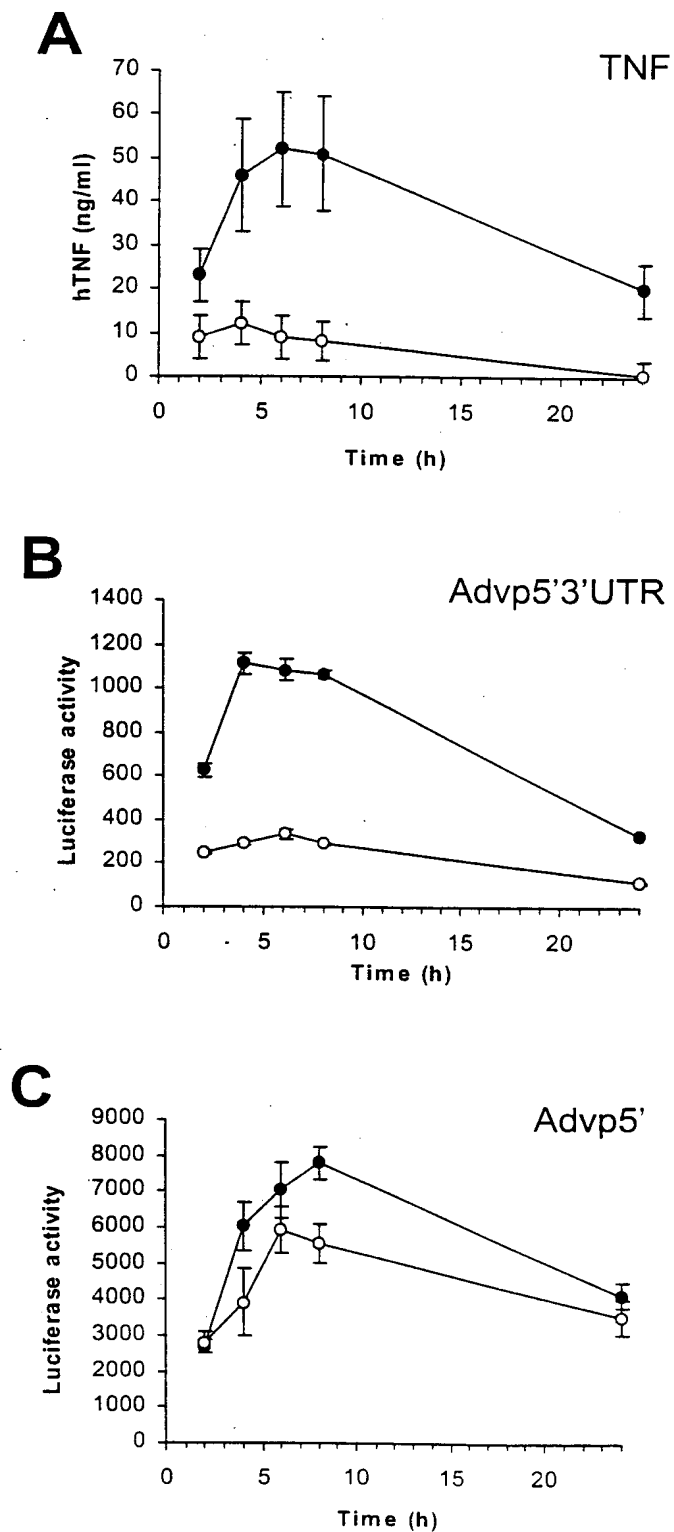 A
TNF
70
60
50
40
30
20
10
0
hTNF (ng/ml)
0 5 10 15 20
Time (h)
B
Advp5'3'UTR
1400
1200
1000
800
600
400
200
0
Luciferase activity
0 5 10 15 20
Time (h)
C
Advp5'
9000
8000
7000
6000
5000
4000
3000
2000
1000
0
Luciferase activity
0 5 10 15 20
Time (h)